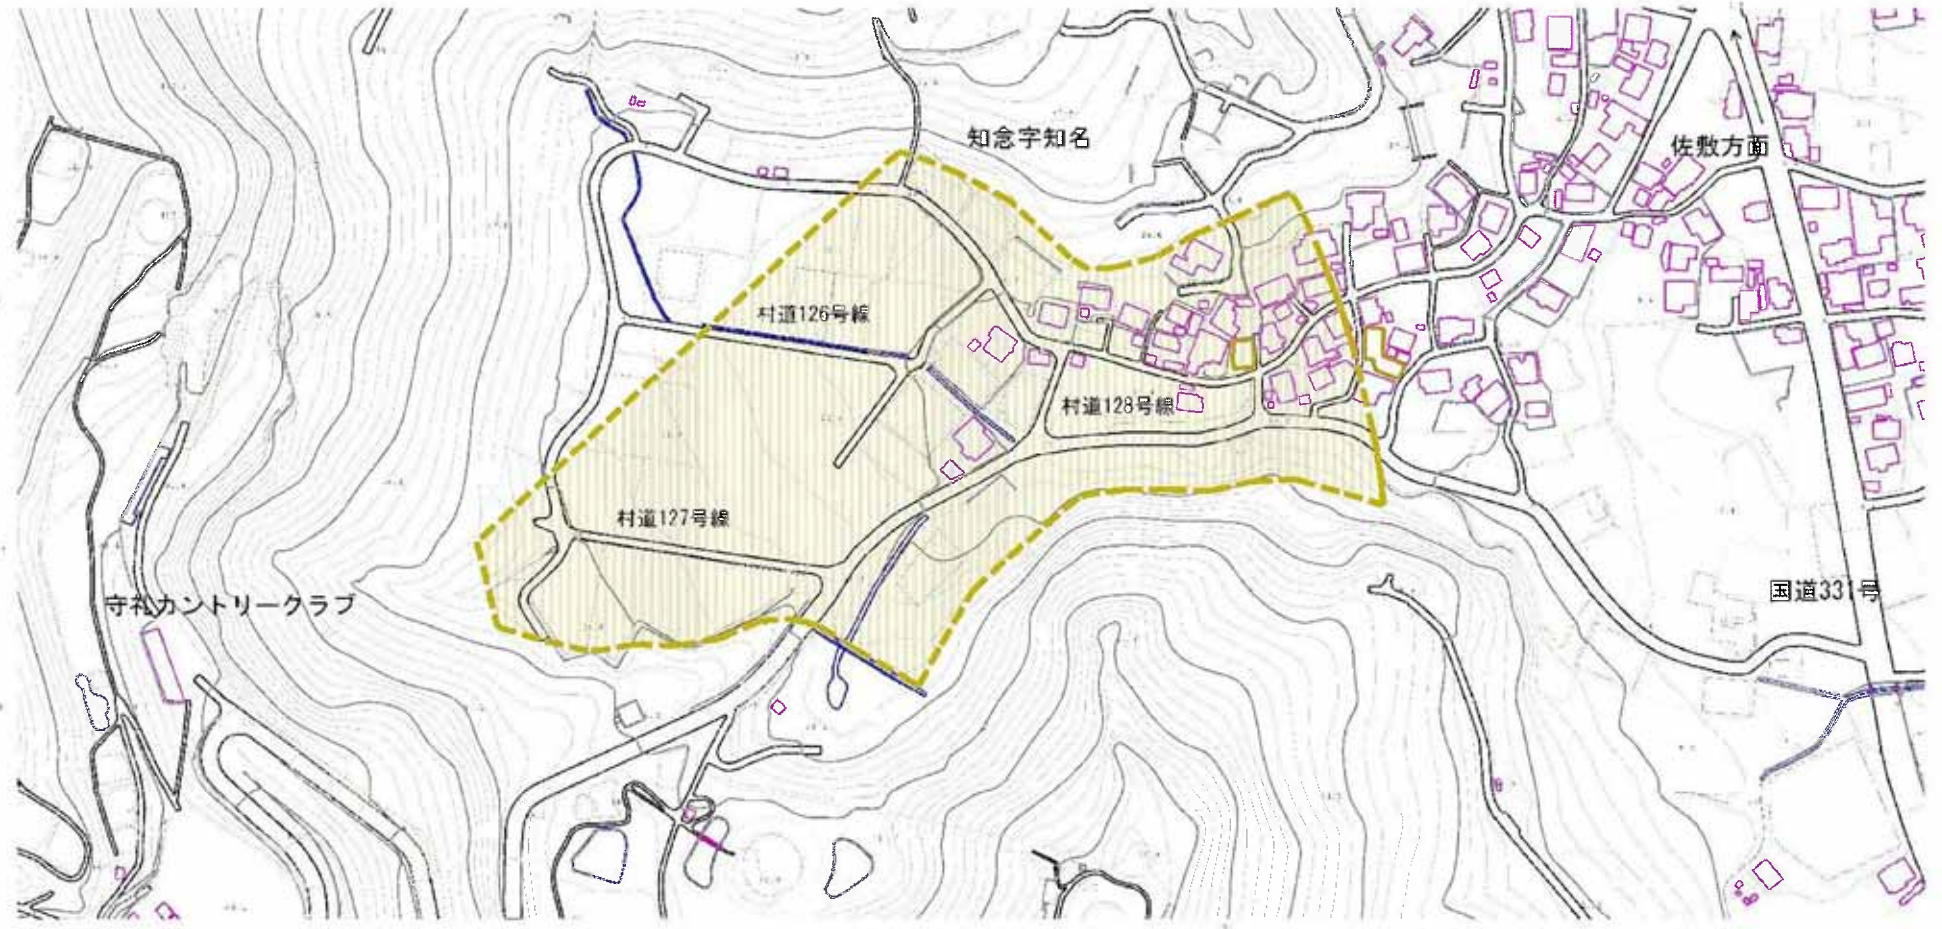 知念字知名
佐敷方面
村道126号線
村道128号線
村道127号線
国道331号
守礼カントリークラブ